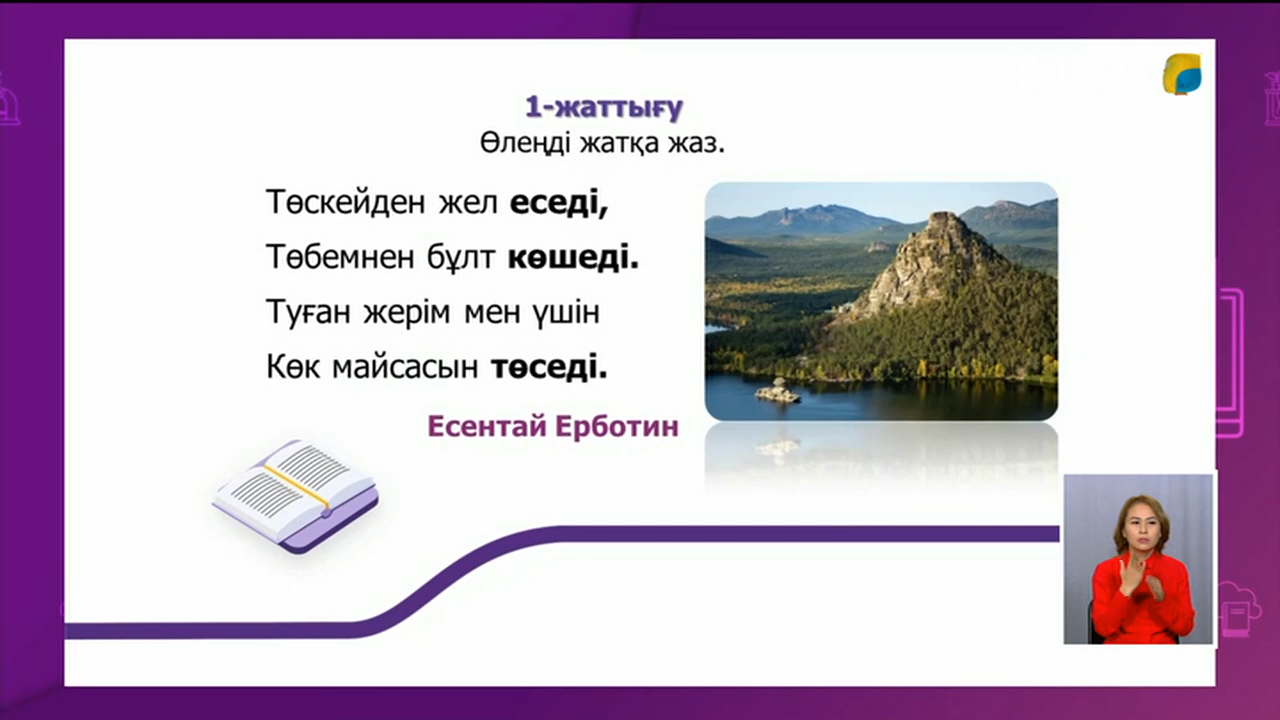 1-жаттығу
Өлеңді жатқа жаз.
Төскейден жел еседі,
Төбемнен бұлт көшеді.
Туған жерім мен үшін
Көк майсасын төседі.
Есентай Ерботин